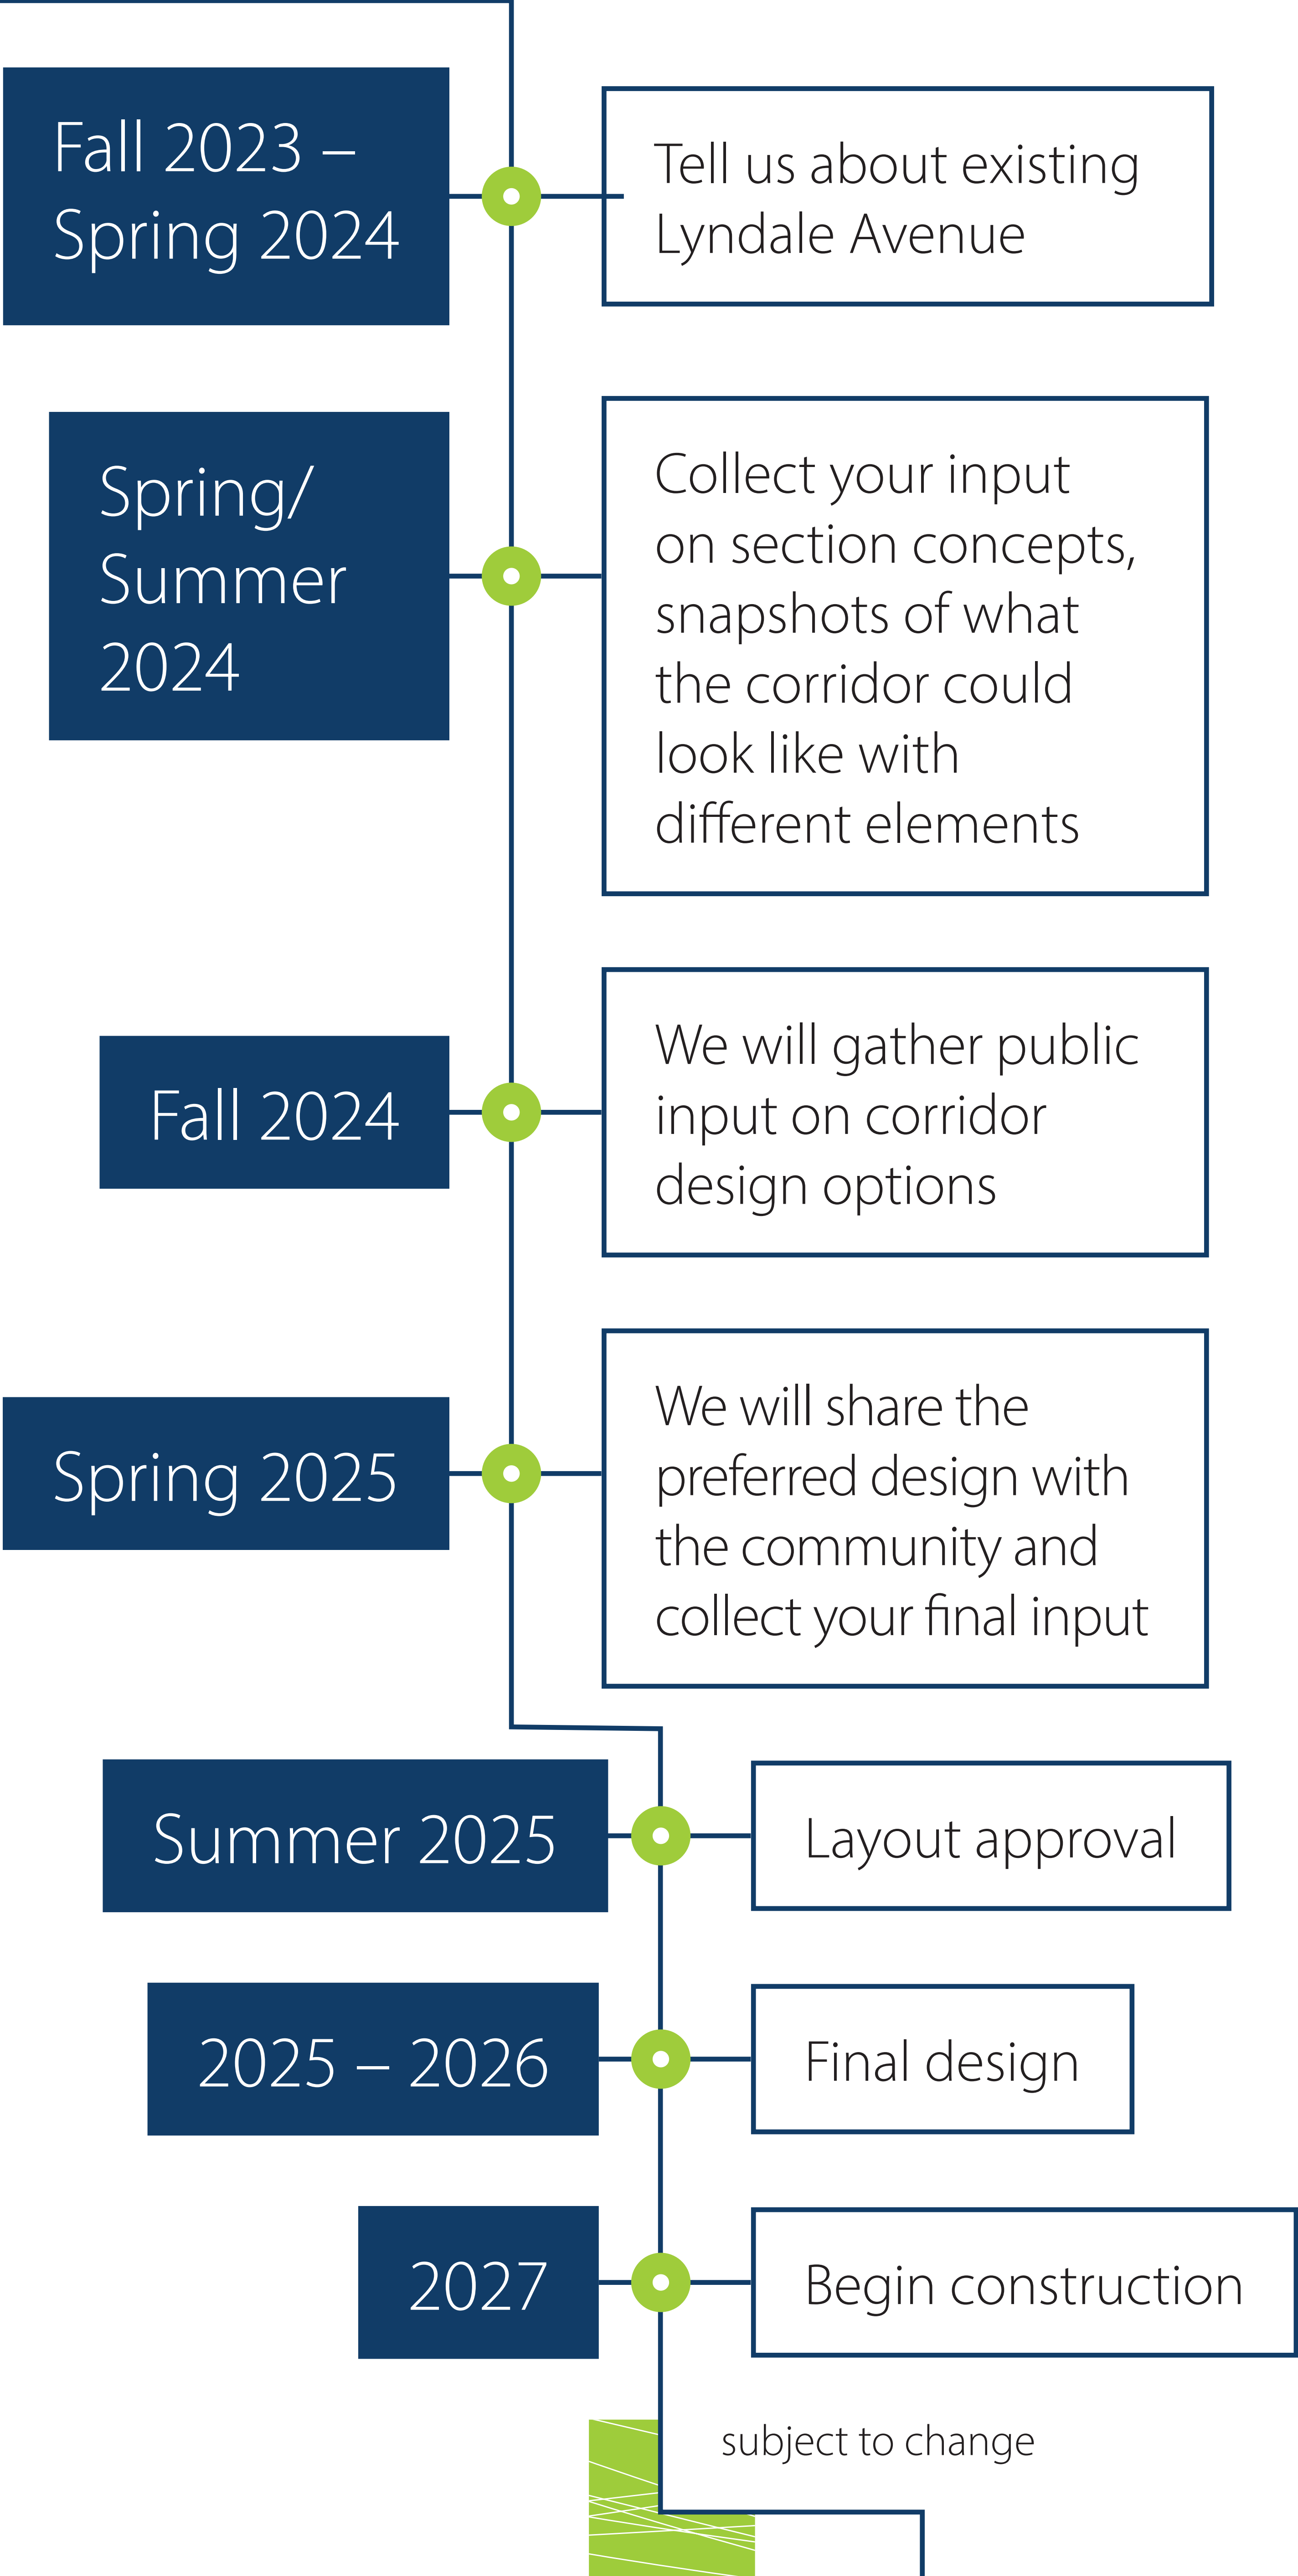 Fall 2023 –
Spring 2024
Tell us about existing
Lyndale Avenue
Spring/
Summer
2024
Collect your input
on section concepts,
snapshots of what
the corridor could
look like with
different elements
Fall 2024
We will gather public
input on corridor
design options
Spring 2025
We will share the
preferred design with
the community and
collect your final input
Summer 2025
Layout approval
2025 – 2026
Final design
2027
Begin construction
subject to change